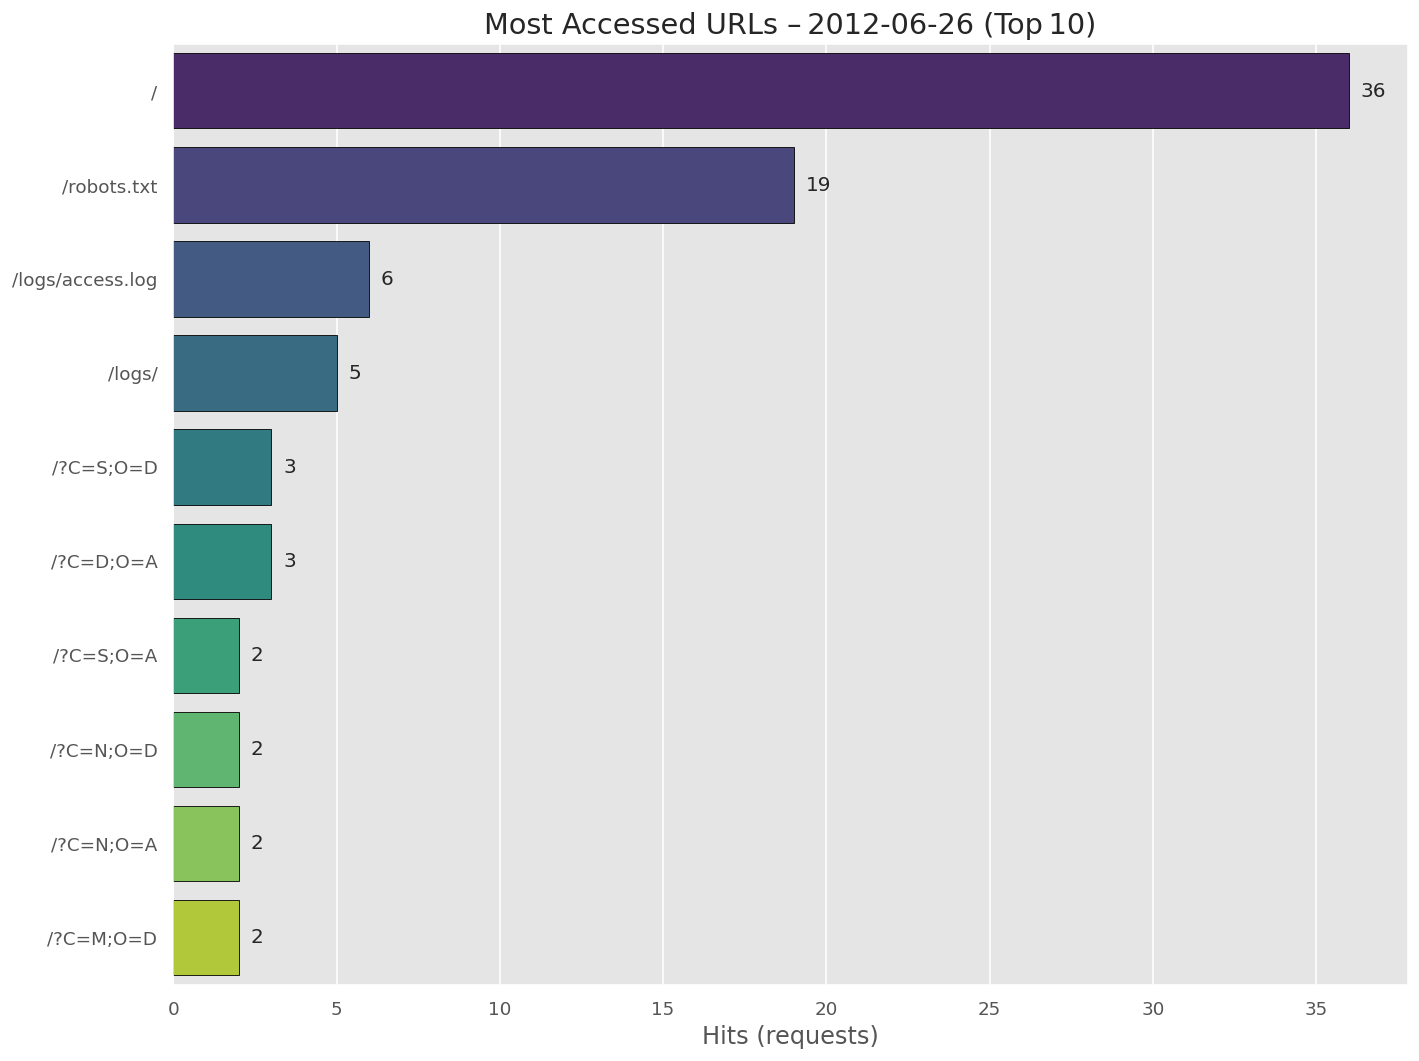 Most Accessed URLs – 2012-06-26 (Top 10)
/ 36
/robots.txt 19
/logs/access.log 6
/logs/ 5
/?C=S;O=D 3
/?C=D;O=A 3
/?C=S;O=A 2
/?C=N;O=D 2
/?C=N;O=A 2
/?C=M;O=D 2
0 5 10 15 20 25 30 35
Hits (requests)